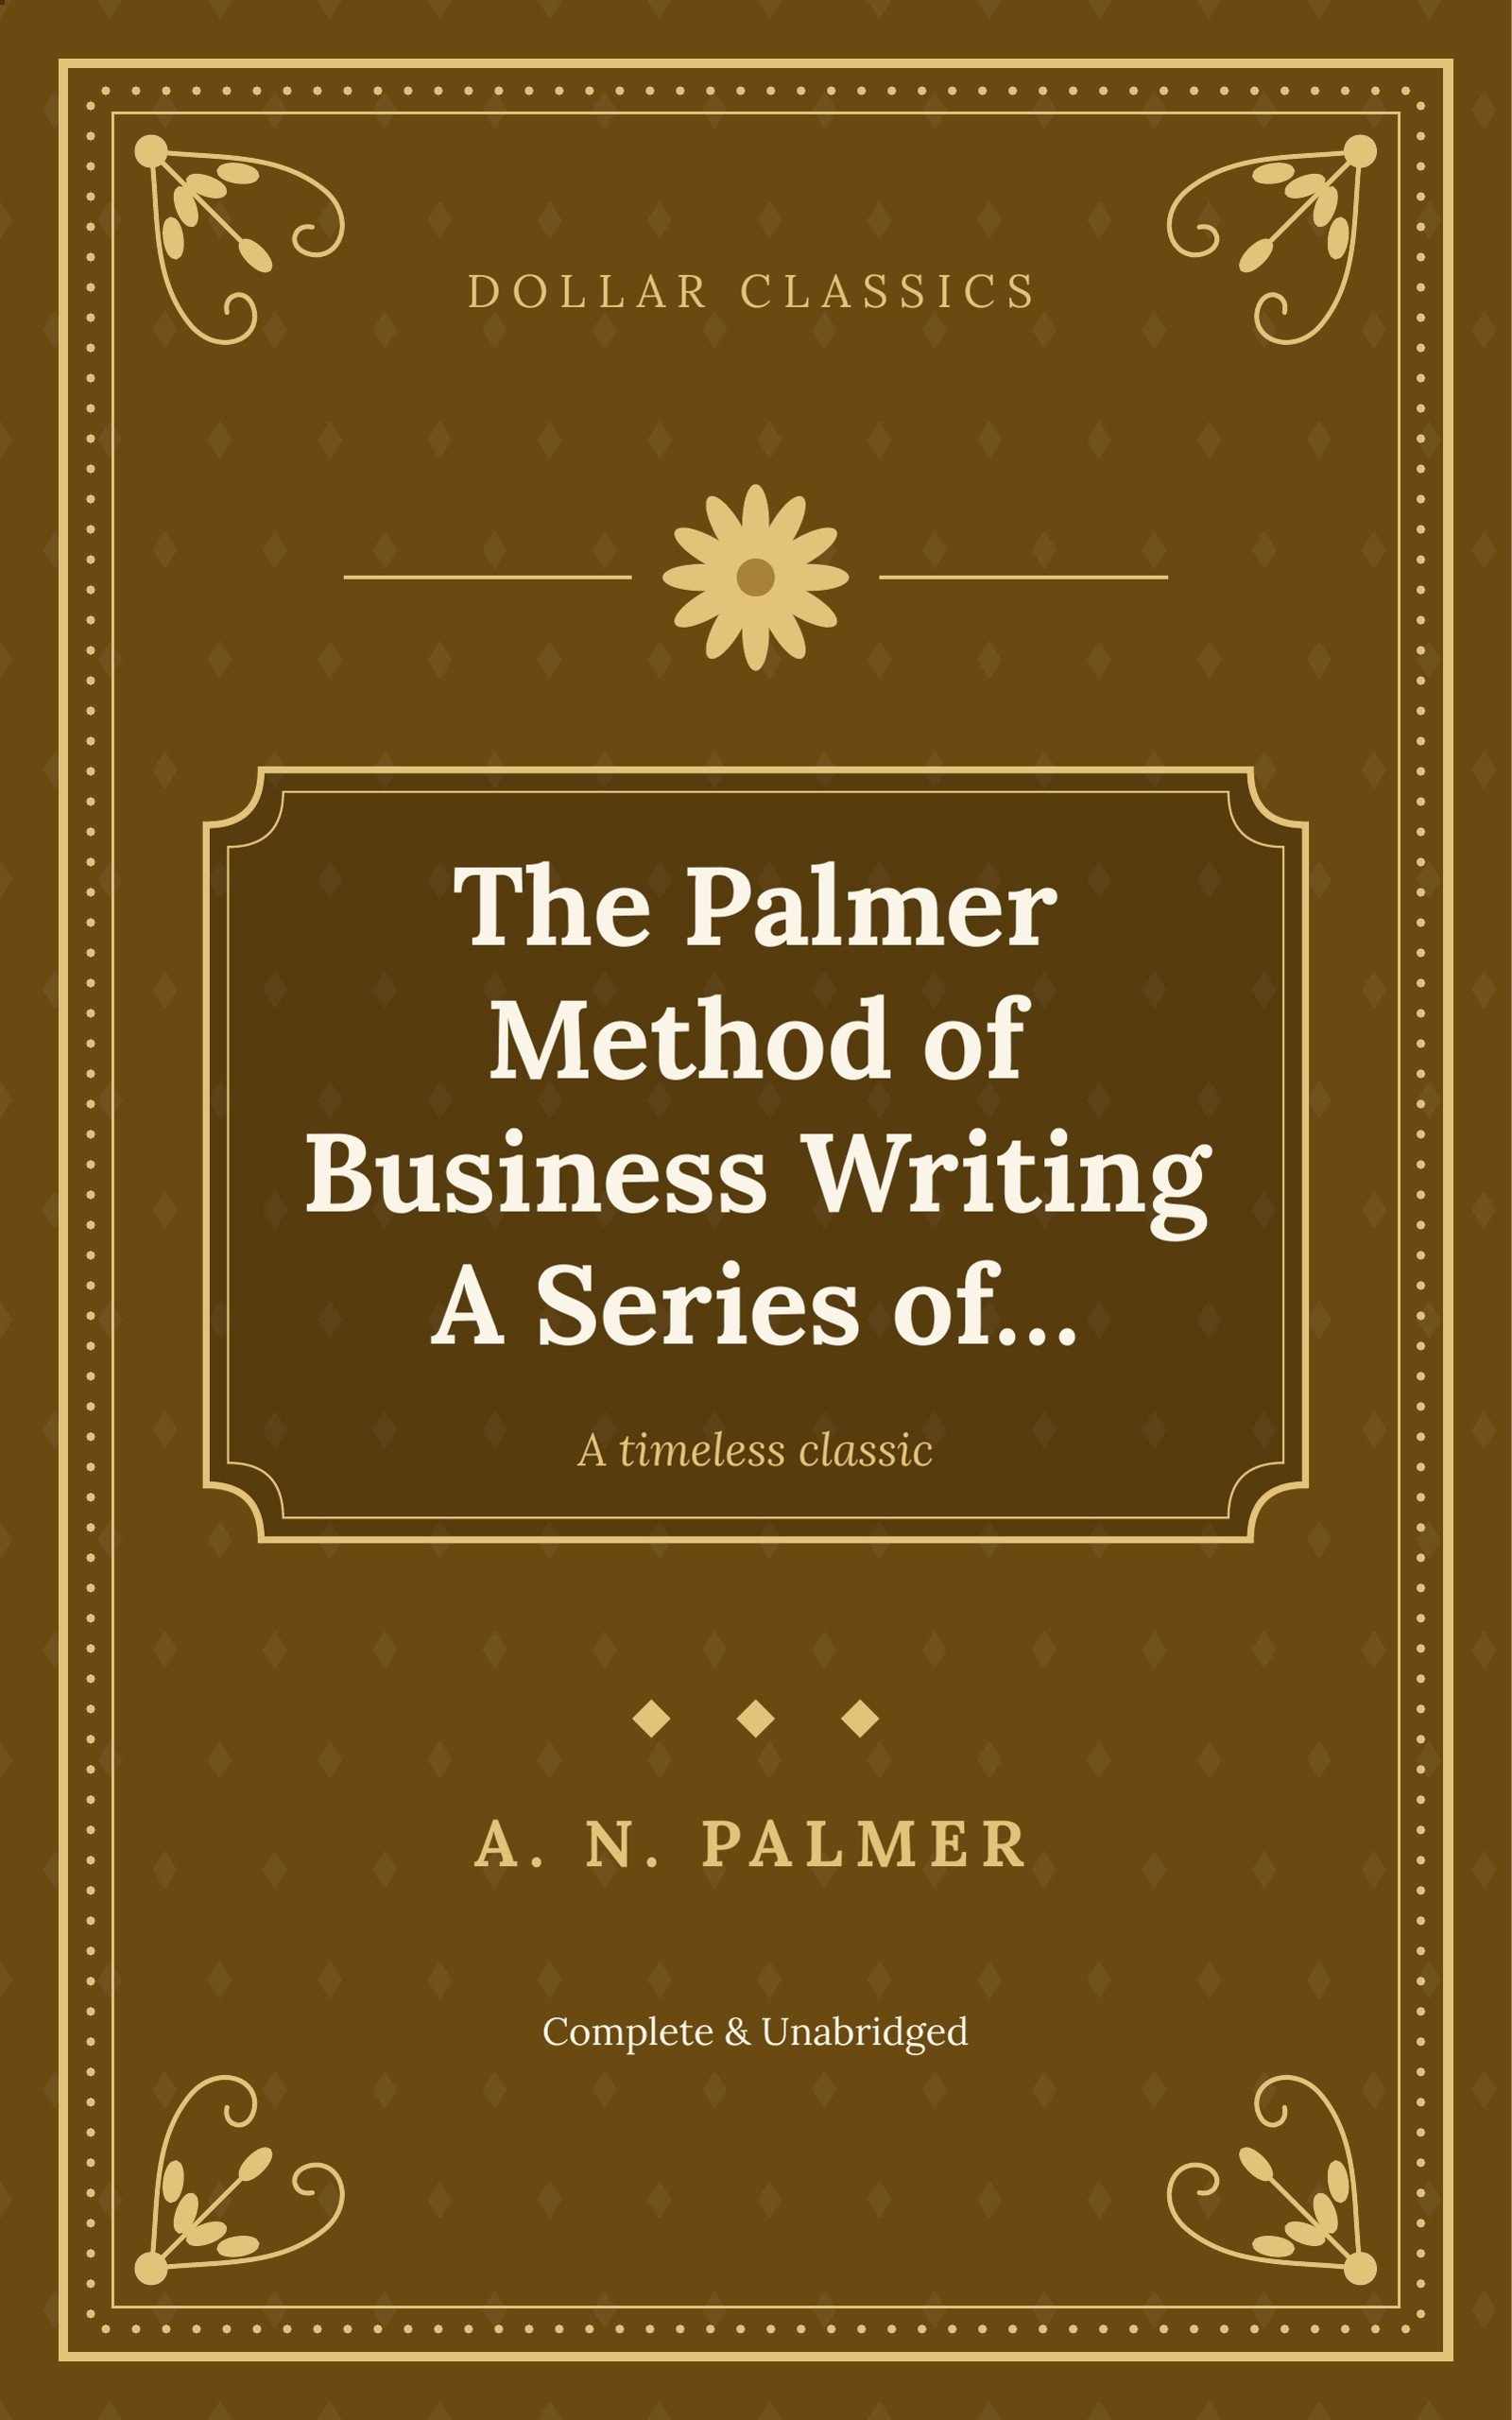 DOLLAR CLASSICS
The Palmer
Method of
Business Writing
A Series of...
A timeless classic
A. N. PALMER
Complete & Unabridged